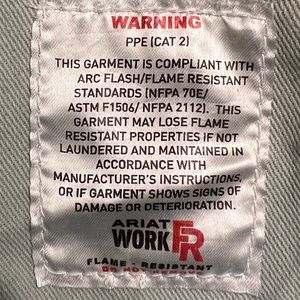 WARNING
PPE (CAT 2)
THIS GARMENT IS COMPLIANT WITH
ARC FLASH/FLAME RESISTANT
STANDARDS (NFPA 70E/
ASTM F1506/ NFPA 2112). THIS
GARMENT MAY LOSE FLAME
RESISTANT PROPERTIES IF NOT
LAUNDERED AND MAINTAINED IN
ACCORDANCE WITH
MANUFACTURER'S INSTRUCTIONS,
OR IF GARMENT SHOWS SIGNS OF
DAMAGE OR DETERIORATION.
ARIAT
WORK FR
FLAME - RESISTANT
DO NOT